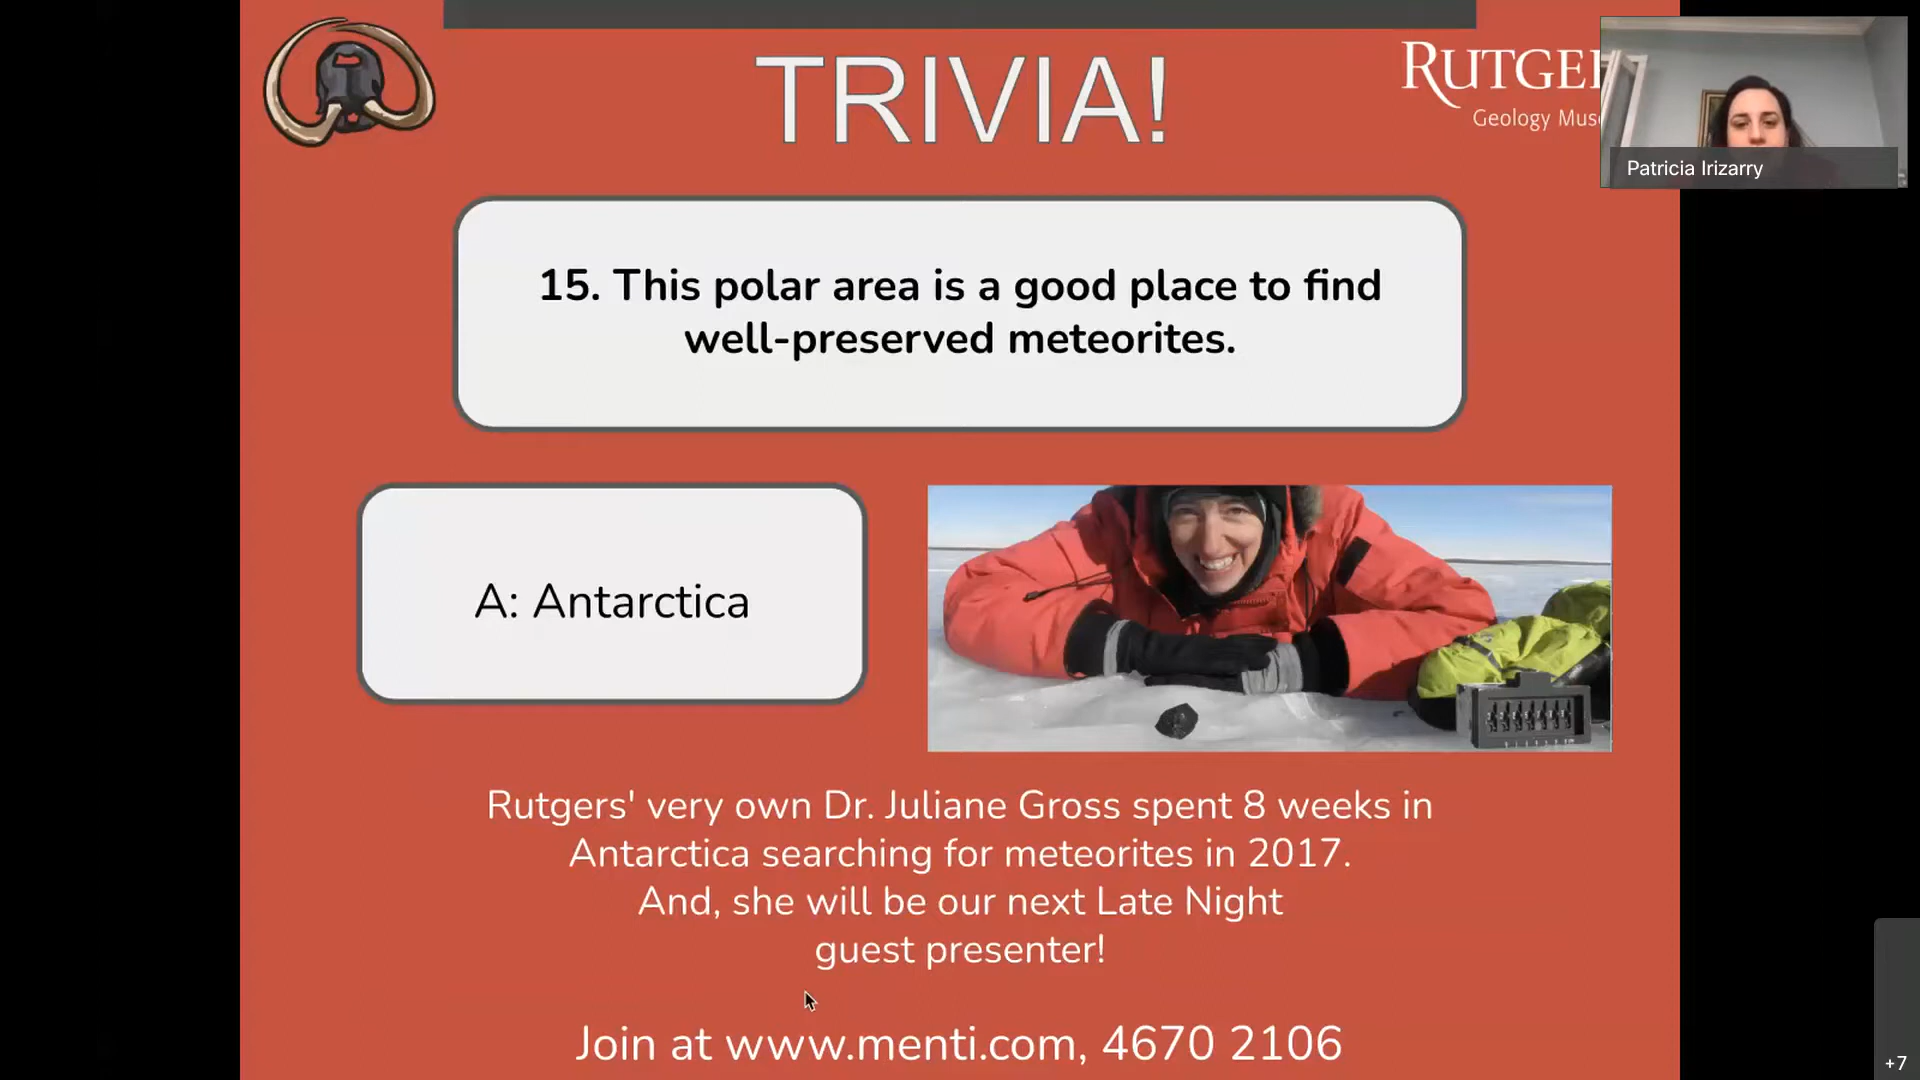 TRIVIA!
RUTGE
Geology Mus
Patricia Irizarry
15. This polar area is a good place to find
well-preserved meteorites.
A: Antarctica
Rutgers' very own Dr. Juliane Gross spent 8 weeks in
Antarctica searching for meteorites in 2017.
And, she will be our next Late Night
guest presenter!
Join at www.menti.com, 4670 2106
+7